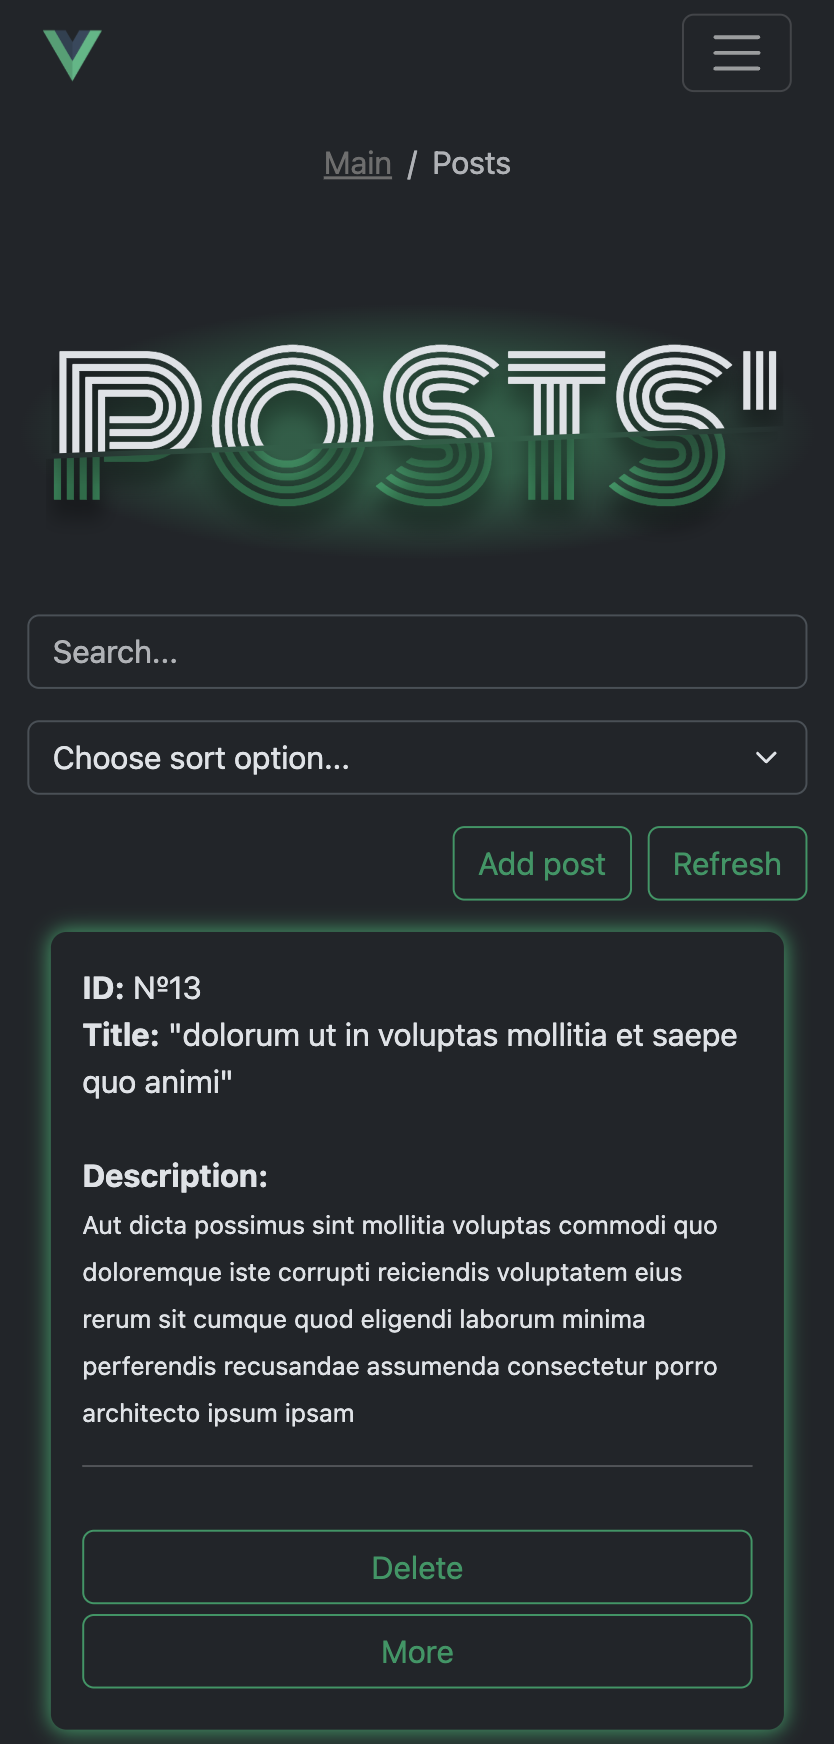 Main / Posts
POSTS"
Search...
Choose sort option...
Add post
Refresh
ID: Nº13
Title: "dolorum ut in voluptas mollitia et saepe
quo animi"
Description:
Aut dicta possimus sint mollitia voluptas commodi quo
doloremque iste corrupti reiciendis voluptatem eius
rerum sit cumque quod eligendi laborum minima
perferendis recusandae assumenda consectetur porro
architecto ipsum ipsam
Delete
More